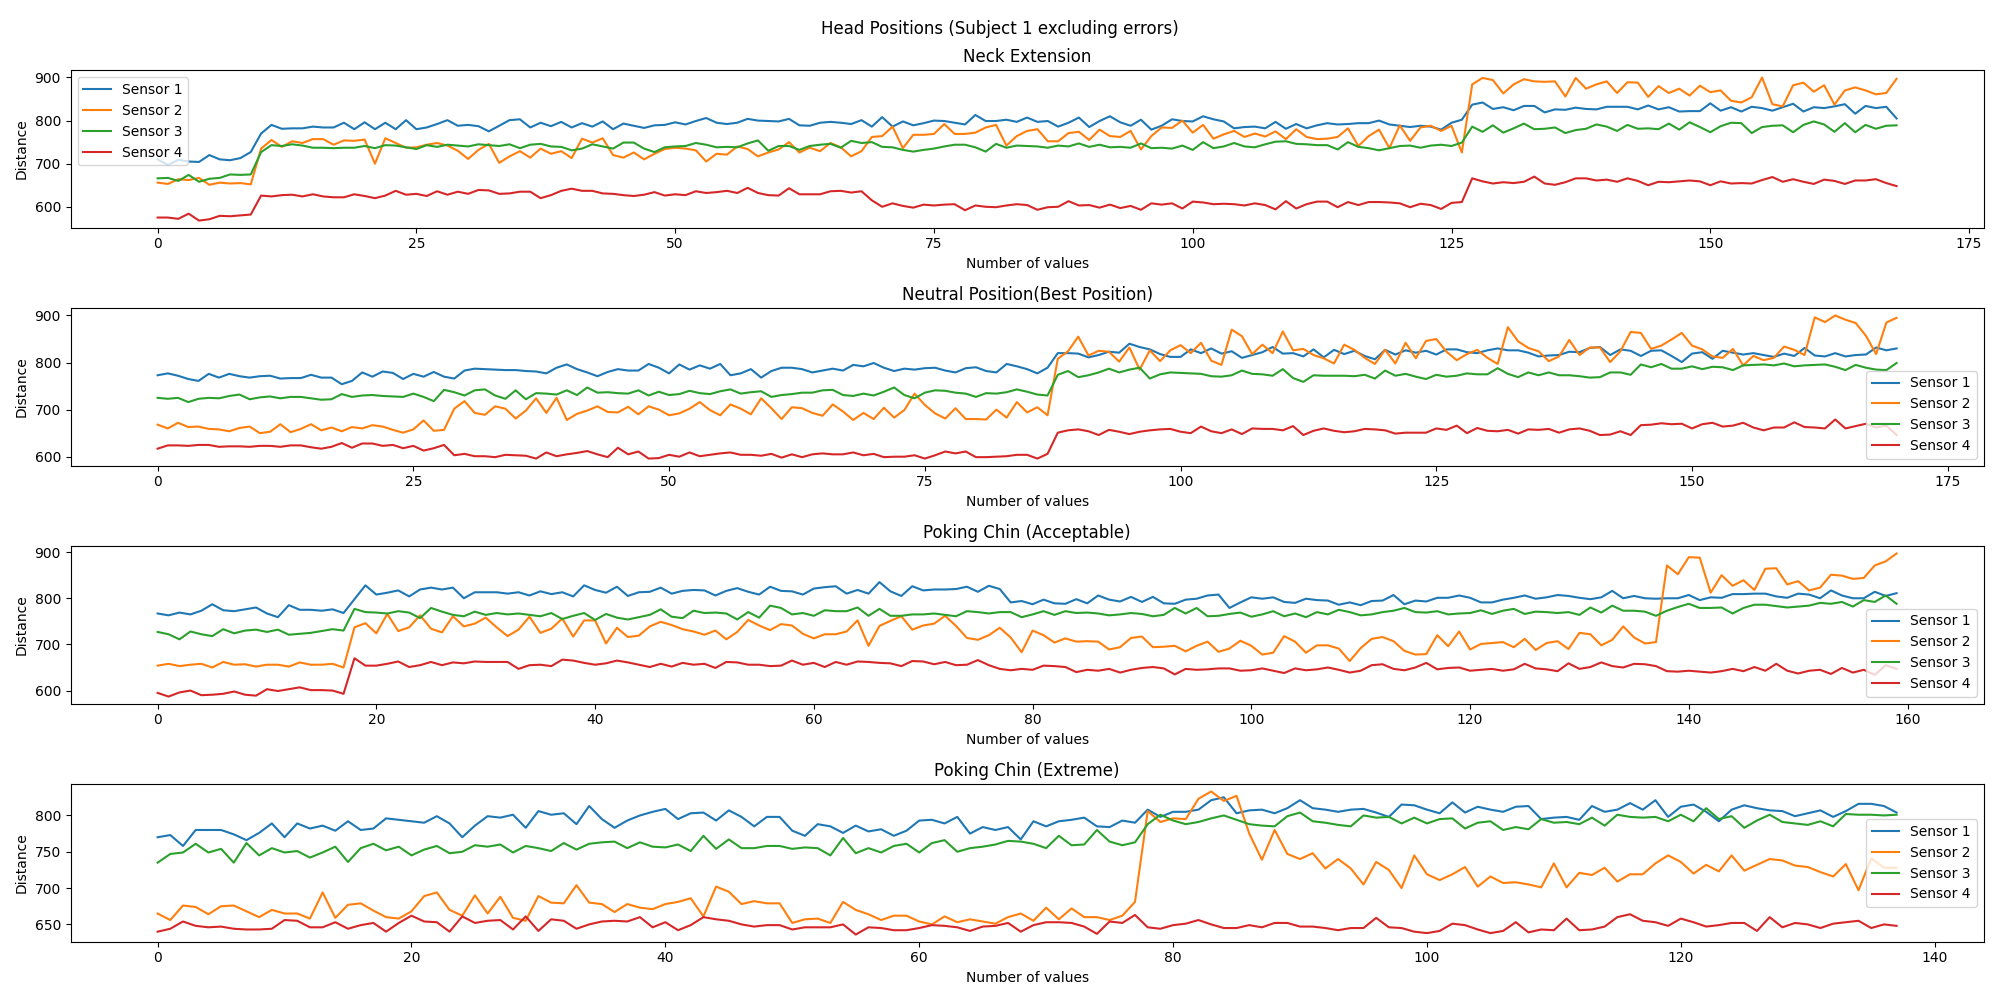 Head Positions (Subject 1 excluding errors)
Neck Extension
Distance
900
800
700
600
Sensor 1
Sensor 2
Sensor 3
Sensor 4
0 25 50 75 100 125 150 175
Number of values
Neutral Position(Best Position)
Distance
900
800
700
600
Sensor 1
Sensor 2
Sensor 3
Sensor 4
0 25 50 75 100 125 150 175
Number of values
Poking Chin (Acceptable)
Distance
900
800
700
600
Sensor 1
Sensor 2
Sensor 3
Sensor 4
0 20 40 60 80 100 120 140 160
Number of values
Poking Chin (Extreme)
Distance
800
750
700
650
Sensor 1
Sensor 2
Sensor 3
Sensor 4
0 20 40 60 80 100 120 140
Number of values